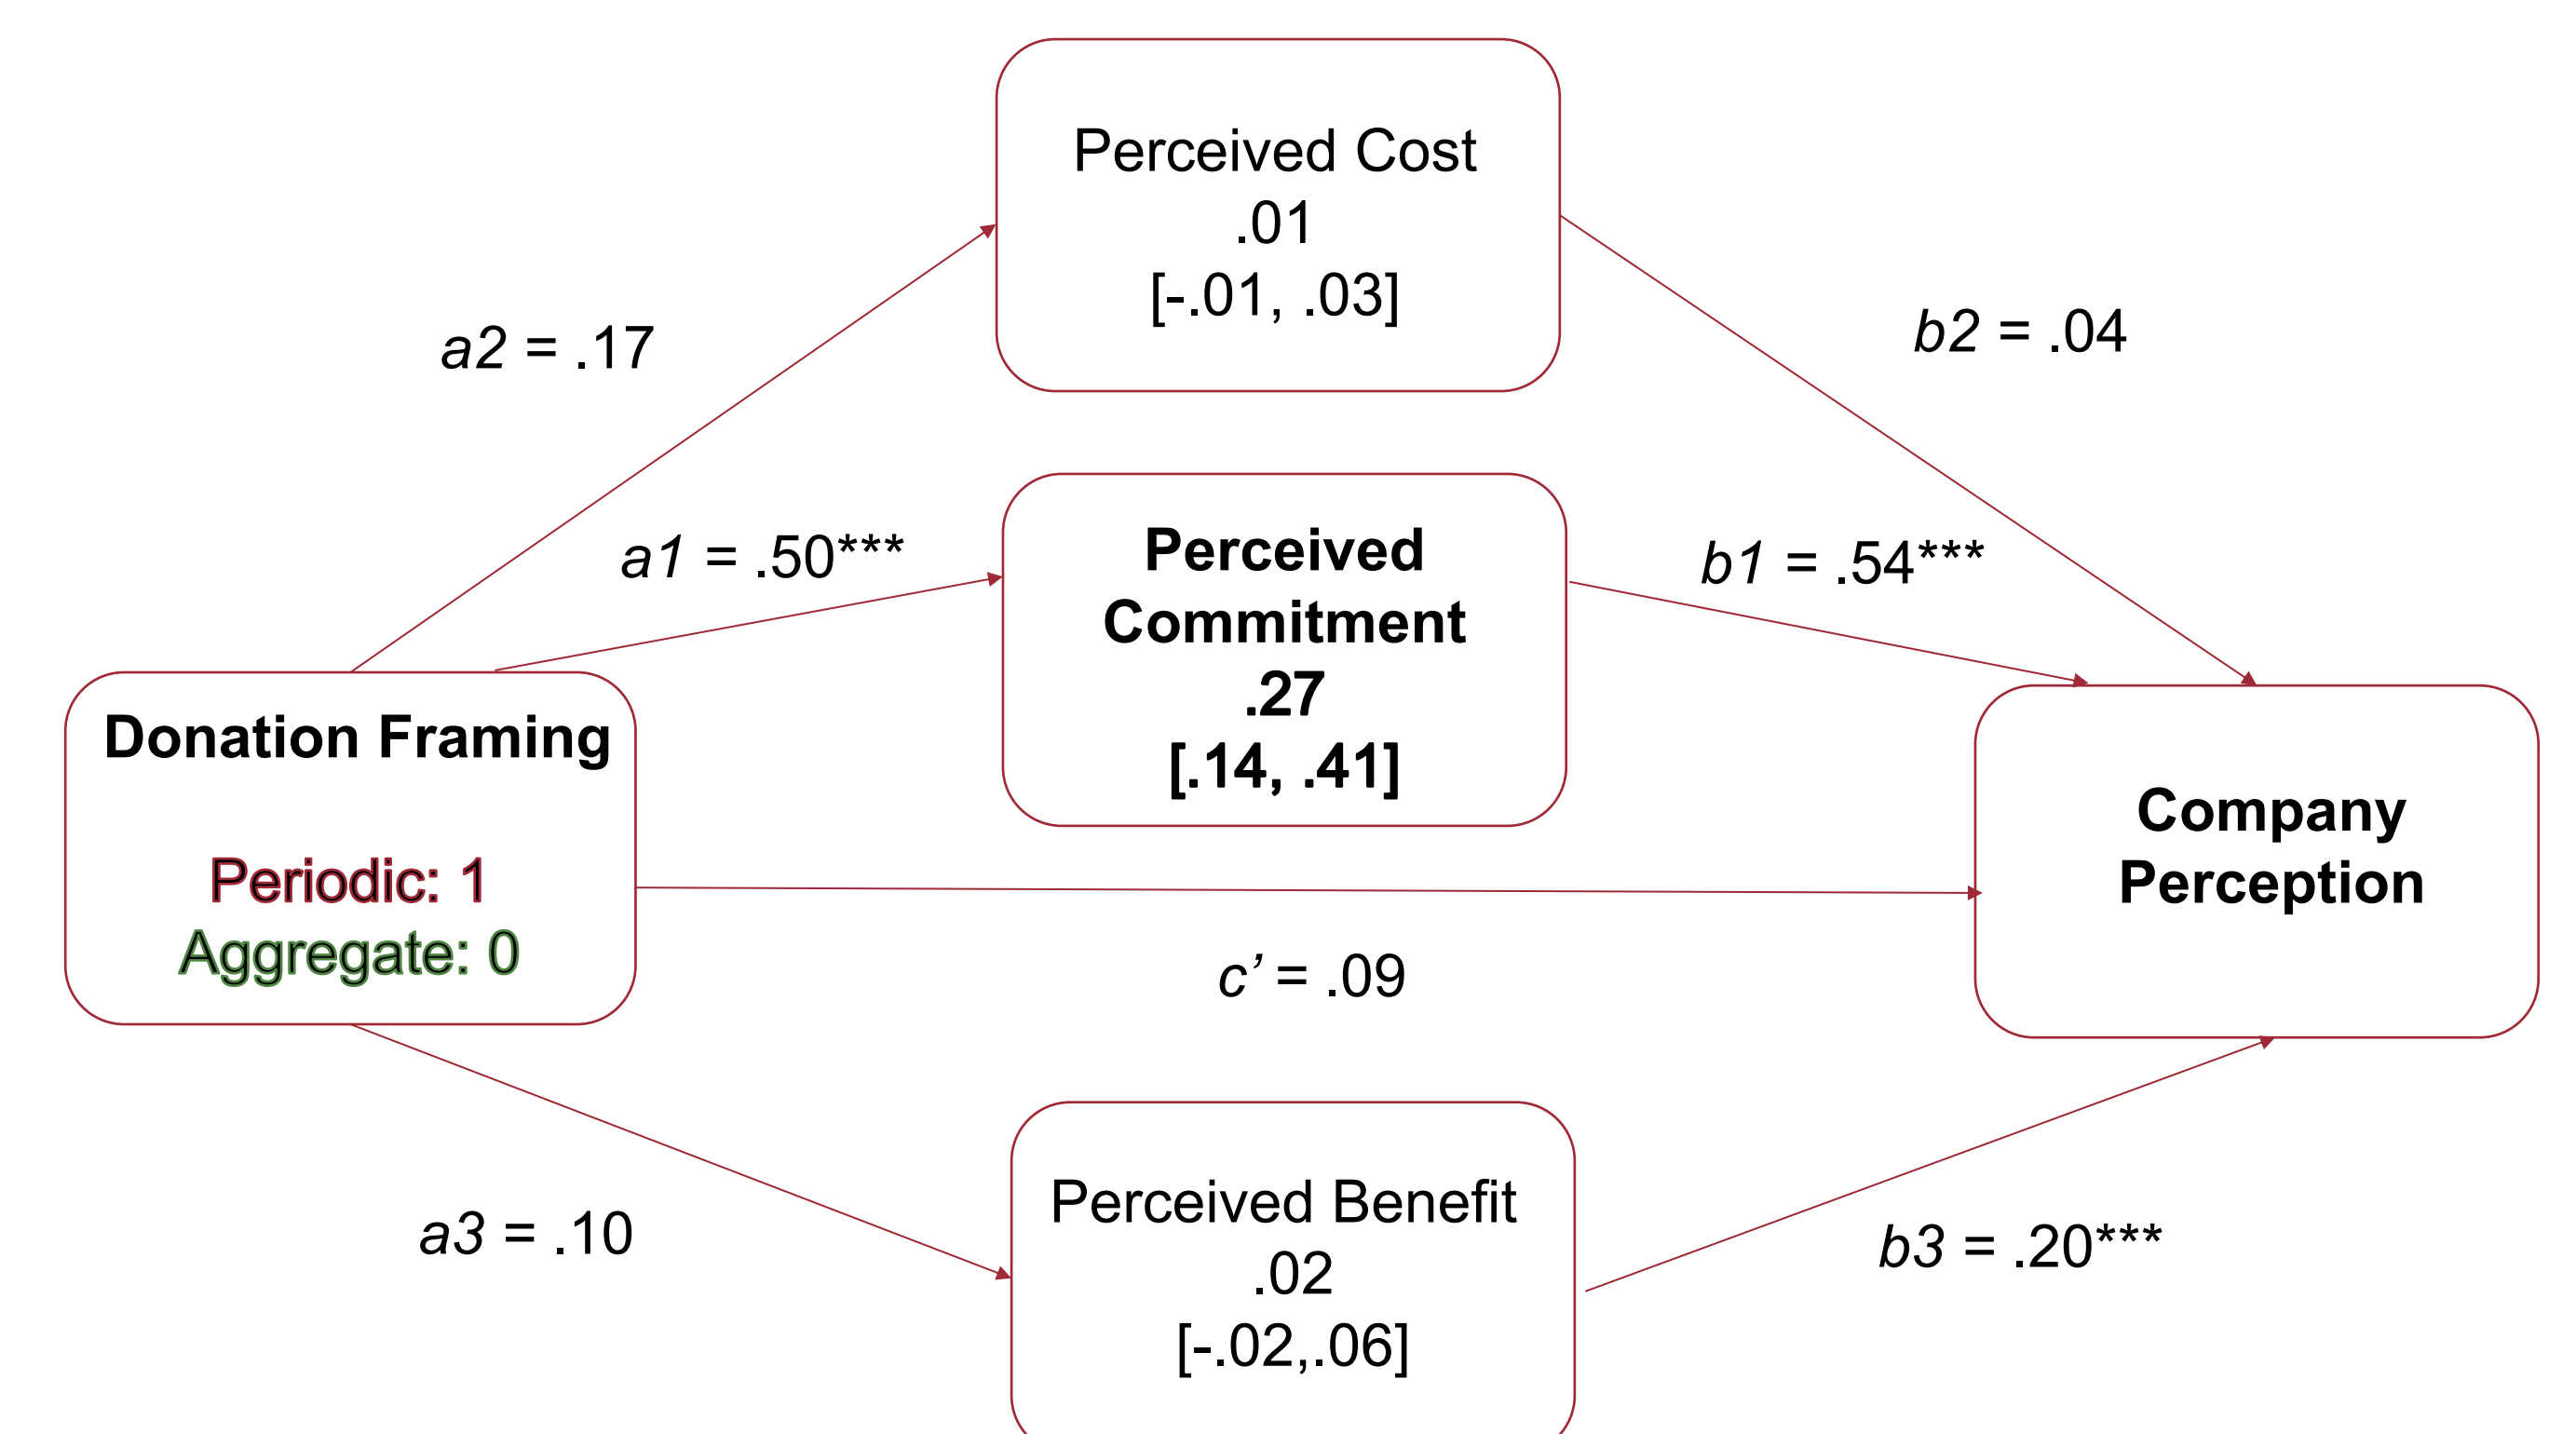 Perceived Cost
.01
[-.01, .03]
a2 = .17
b2 = .04
a1 = .50***
Perceived
Commitment
.27
[.14, .41]
b1 = .54***
Donation Framing
Periodic: 1
Aggregate: 0
Company
Perception
c’ = .09
a3 = .10
Perceived Benefit
.02
[-.02,.06]
b3 = .20***